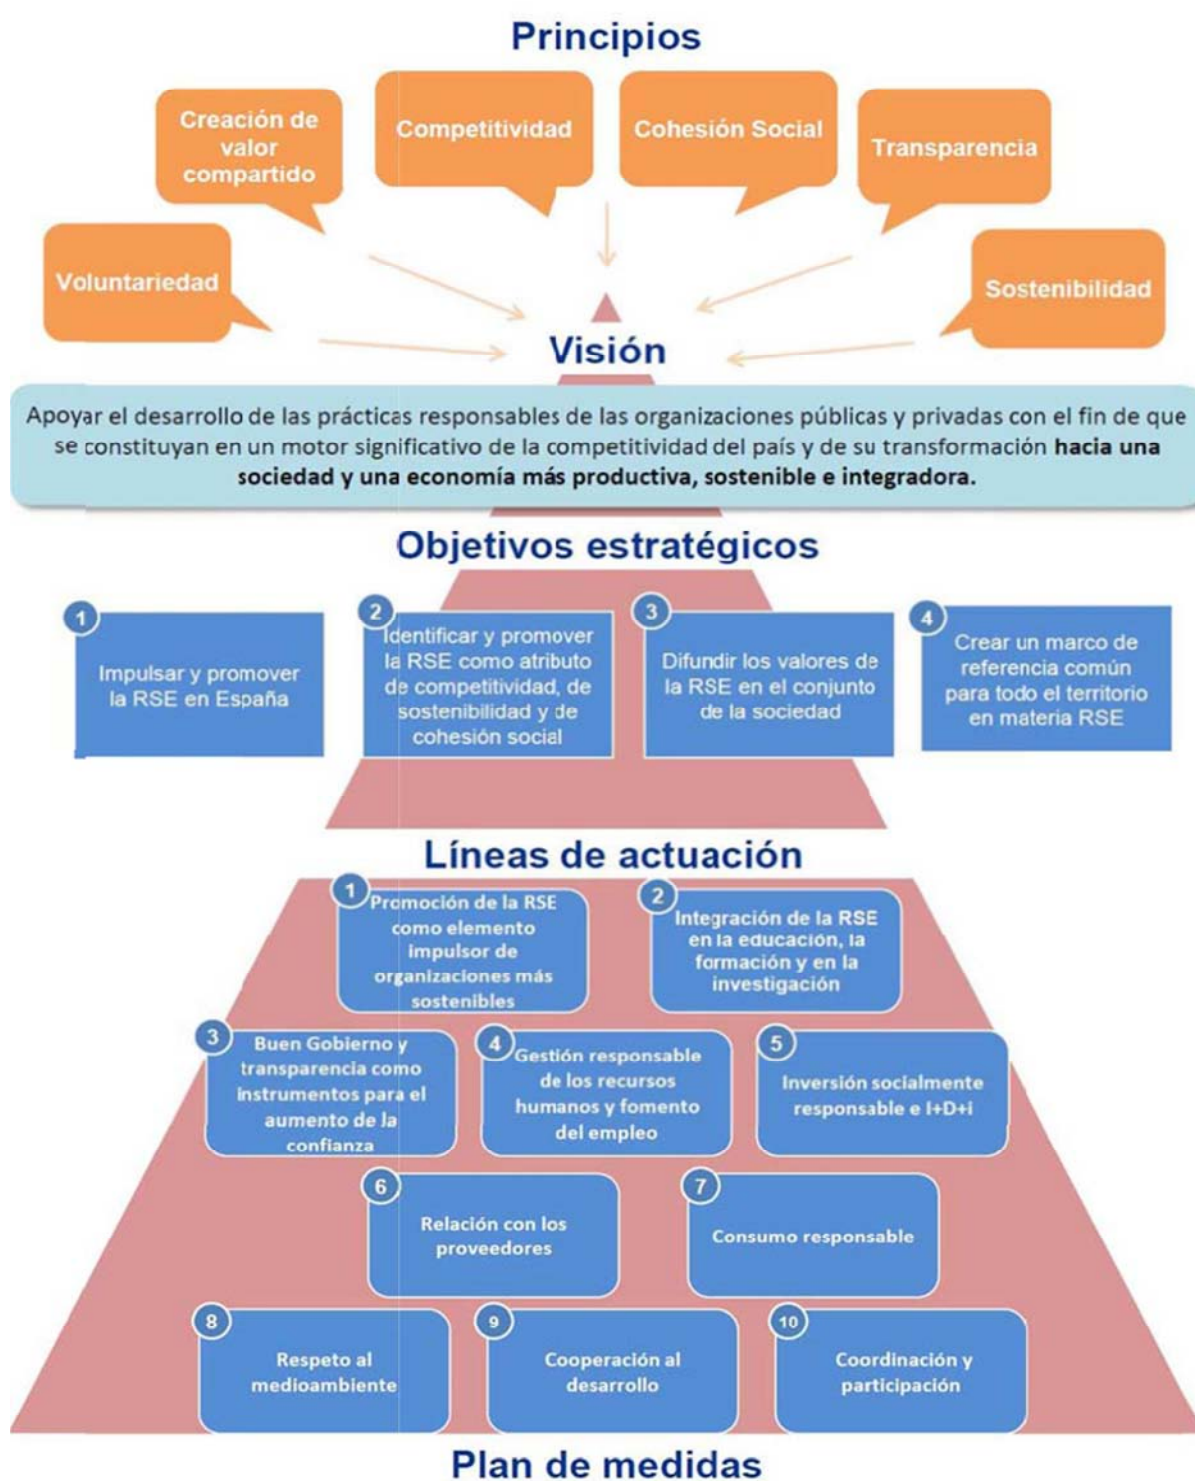 Principios
Creación de
valor
compartido
Competitividad
Cohesión Social
Transparencia
Voluntariedad
Sostenibilidad
Visión
Apoyar el desarrollo de las prácticas responsables de las organizaciones públicas y privadas con el fin de que
se constituyan en un motor significativo de la competitividad del país y de su transformación hacia una
sociedad y una economía más productiva, sostenible e integradora.
Objetivos estratégicos
1
Impulsar y promover
la RSE en España
2
Identificar y promover
la RSE como atributo
de competitividad, de
sostenibilidad y de
cohesión social
3
Difundir los valores de
la RSE en el conjunto
de la sociedad
4
Crear un marco de
referencia común
para todo el territorio
en materia RSE
Líneas de actuación
1
Promoción de la RSE
como elemento
impulsor de
organizaciones más
sostenibles
2
Integración de la RSE
en la educación, la
formación y en la
investigación
3
Buen Gobierno y
transparencia como
instrumentos para el
aumento de la
confianza
4
Gestión responsable
de los recursos
humanos y fomento
del empleo
5
Inversión socialmente
responsable e I+D+i
6
Relación con los
proveedores
7
Consumo responsable
8
Respeto al
medioambiente
9
Cooperación al
desarrollo
10
Coordinación y
participación
Plan de medidas